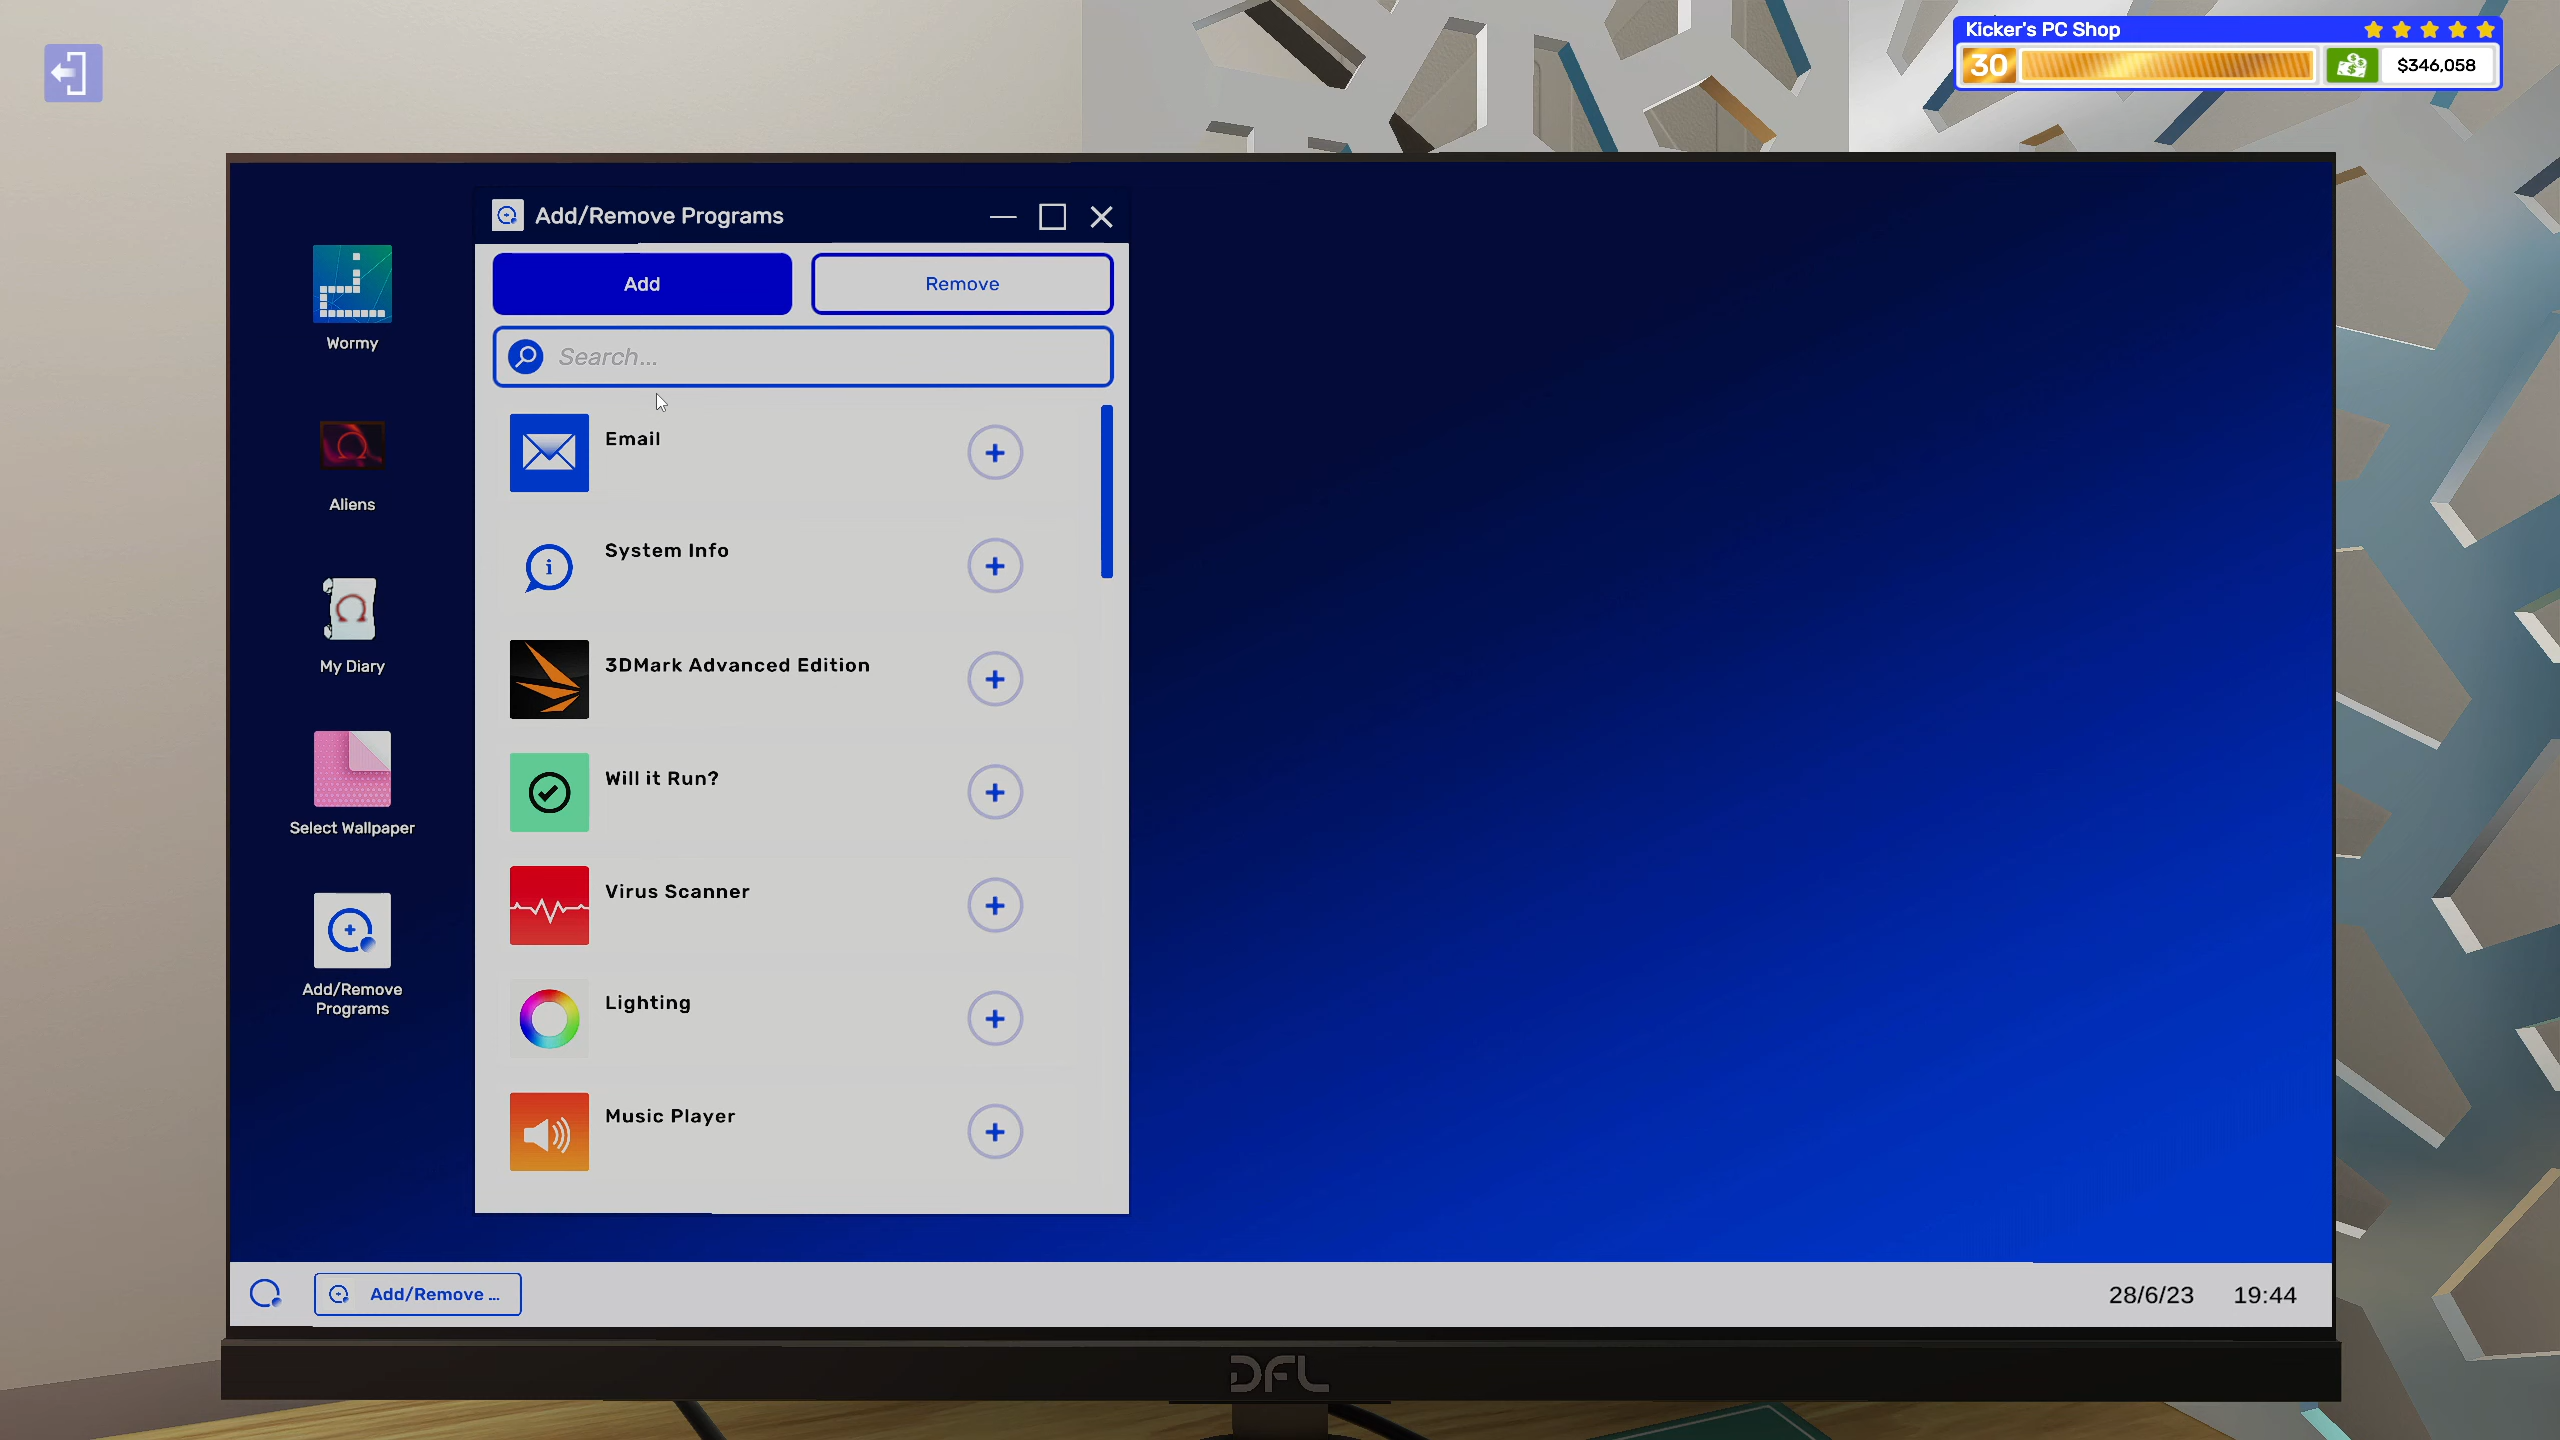 Kicker's PC Shop
30
$346,058
Add/Remove Programs
Add
Remove
Search...
Email
System Info
3DMark Advanced Edition
Will it Run?
Virus Scanner
Lighting
Music Player
Wormy
Aliens
My Diary
Select Wallpaper
Add/Remove
Programs
Add/Remove ...
28/6/23
19:44
DFL